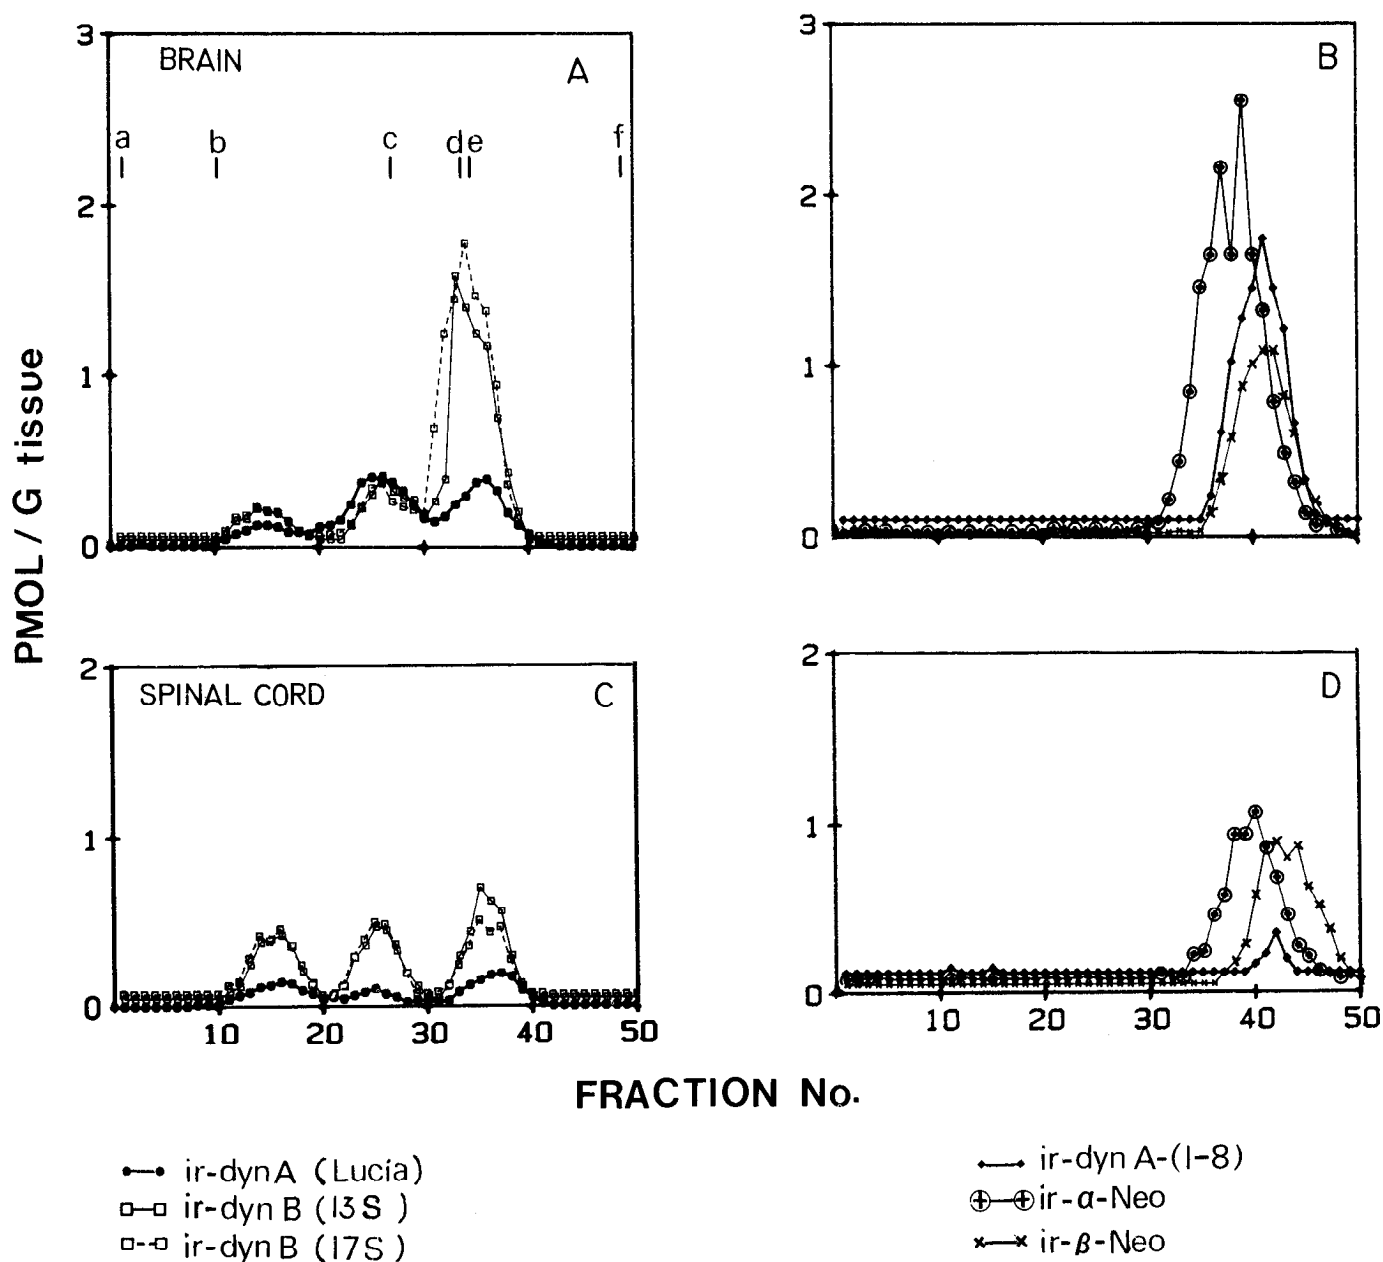 BRAIN
A
a b c d e f
3
2
1
0
B
3
2
1
0
PMOL / G tissue
SPINAL CORD
C
2
1
0
10 20 30 40 50
D
2
1
0
10 20 30 40 50
FRACTION No.
ir-dyn A (Lucía)
ir-dyn B (13S )
ir-dyn B (17S )
ir-dyn A-(1-8)
ir-α-Neo
ir-β-Neo